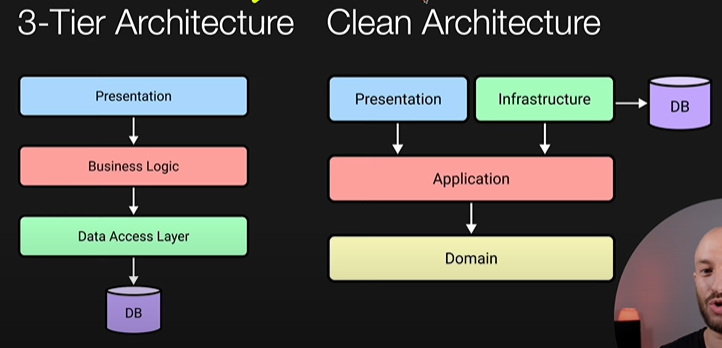 3-Tier Architecture
Presentation
Business Logic
Data Access Layer
DB
Clean Architecture
Presentation
Infrastructure
DB
Application
Domain